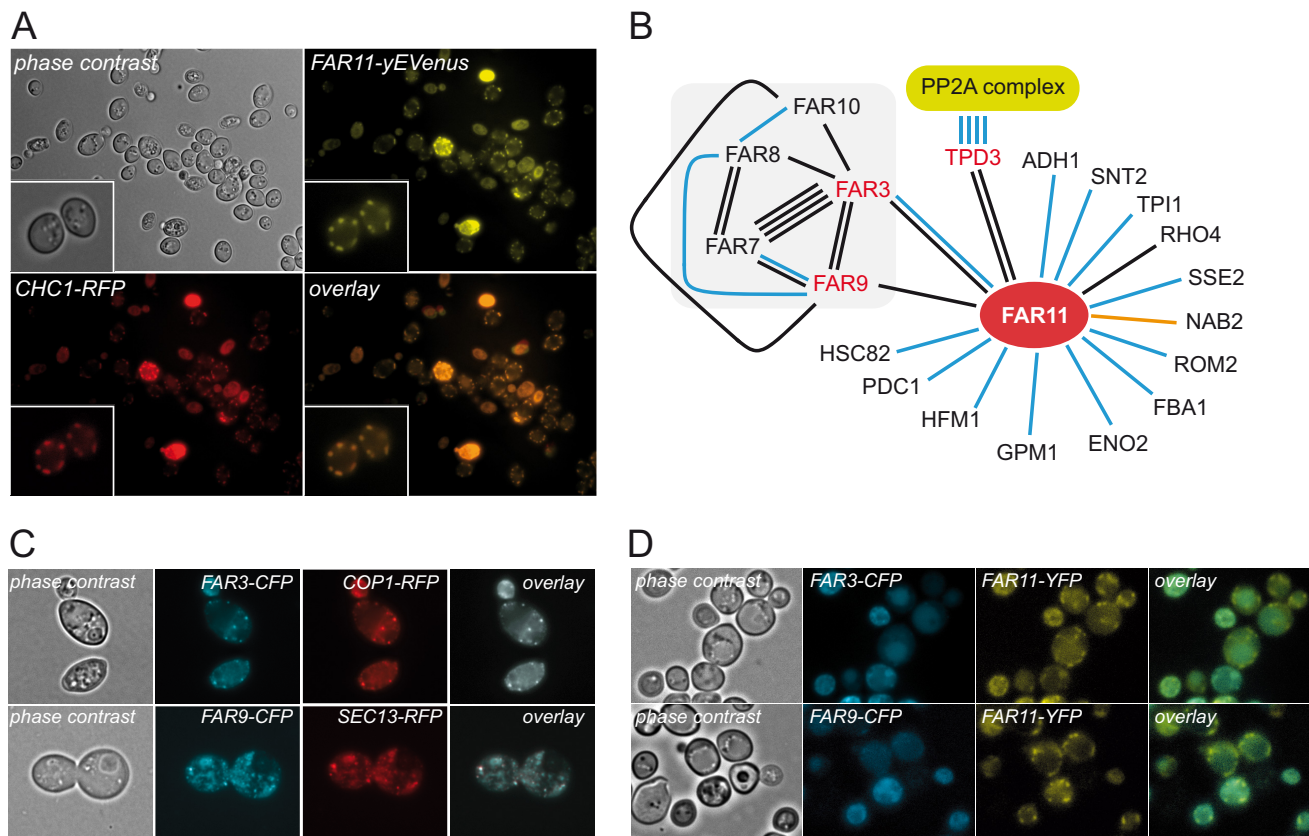 A
phase contrast
FAR11-yEVenus
CHC1-RFP
overlay
B
PP2A complex
FAR10
FAR8
TPD3
ADH1
SNT2
FAR3
TPI1
RHO4
FAR7
SSE2
FAR9
FAR11
NAB2
HSC82
ROM2
PDC1
FBA1
HFM1
ENO2
GPM1
C
phase contrast
FAR3-CFP
COP1-RFP
overlay
phase contrast
FAR9-CFP
SEC13-RFP
overlay
D
phase contrast
FAR3-CFP
FAR11-YFP
overlay
phase contrast
FAR9-CFP
FAR11-YFP
overlay